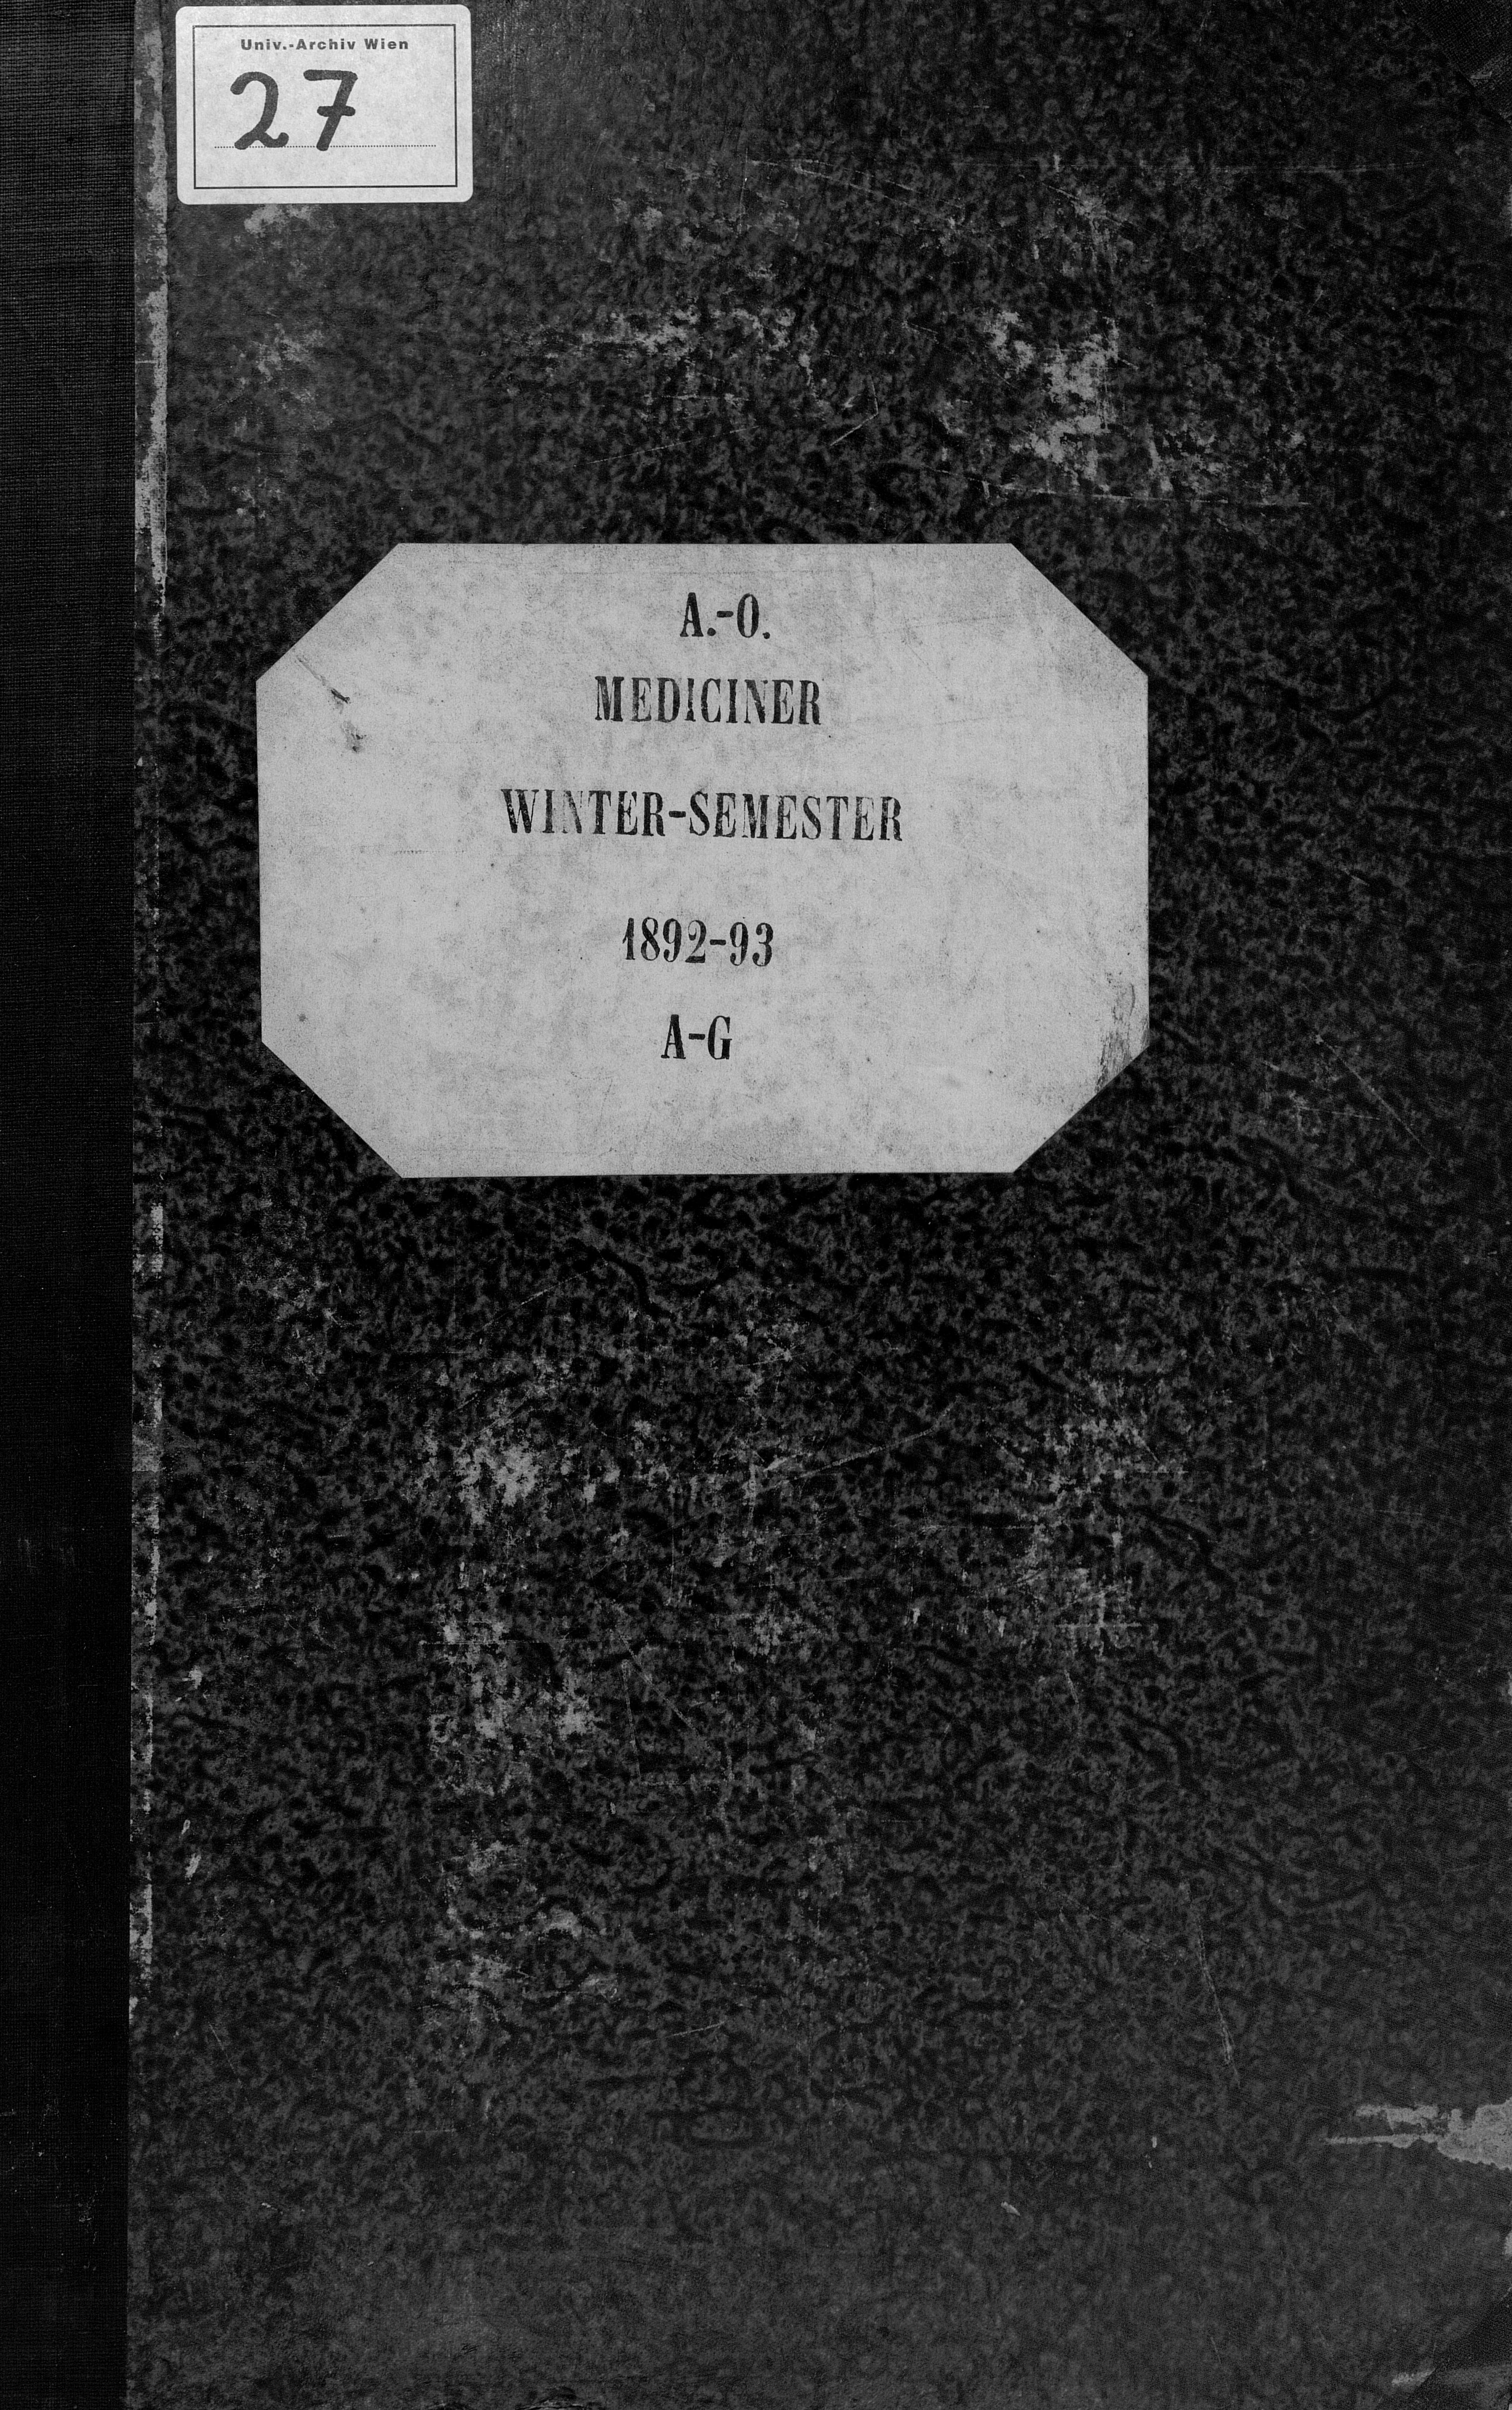 Univ.-Archiv Wien
27
A.-O.
MEDICINER
WINTER-SEMESTER
1892-93
A-G